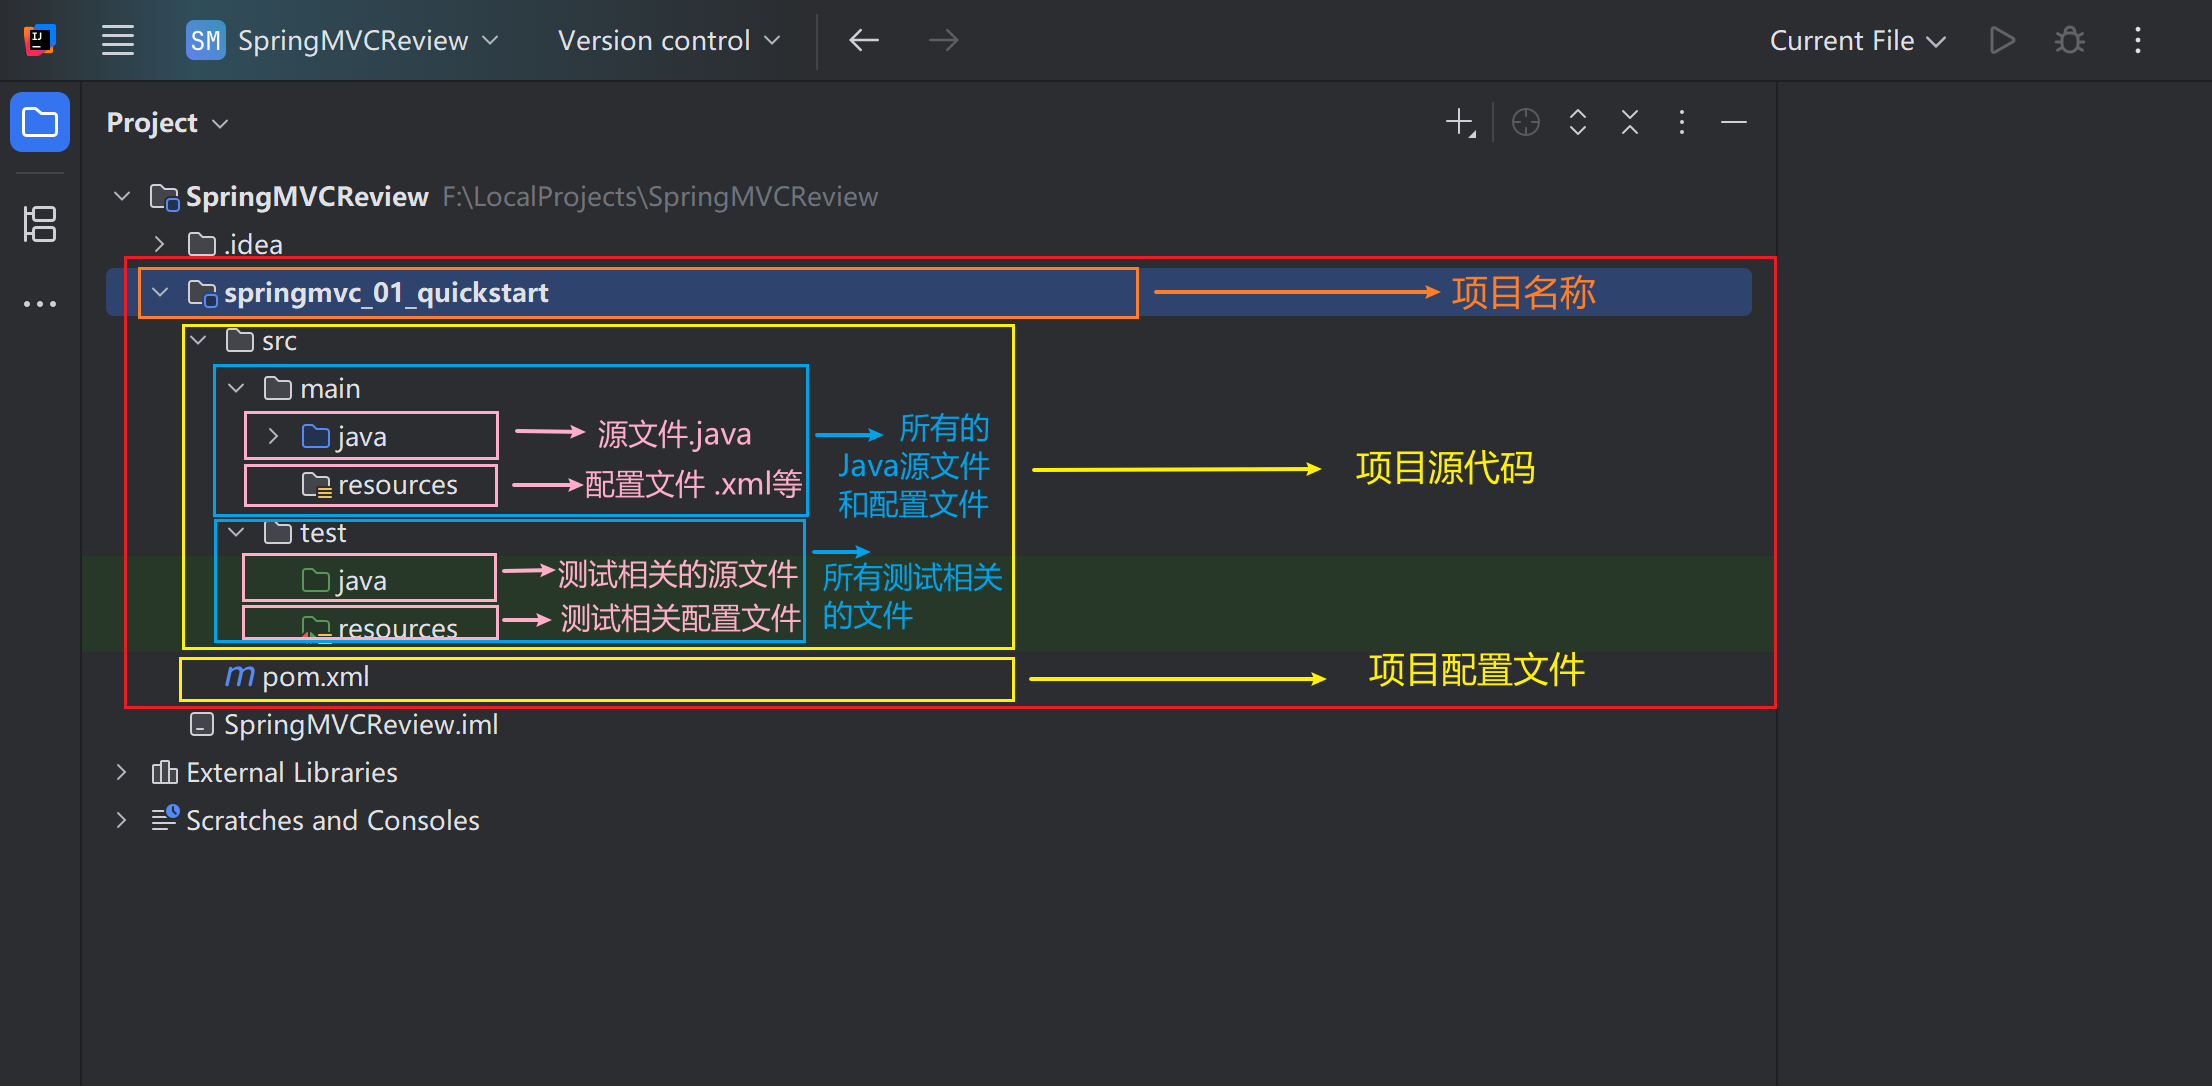 SM SpringMVCReview Version control Current File
Project
SpringMVCReview F:\LocalProjects\SpringMVCReview
.idea
springmvc_01_quickstart 项目名称
src
main
java 源文件.java
resources 配置文件 .xml等
所有的
Java源文件
和配置文件
项目源代码
test
java 测试相关的源文件
resources 测试相关配置文件
所有测试相关
的文件
pom.xml 项目配置文件
SpringMVCReview.iml
External Libraries
Scratches and Consoles